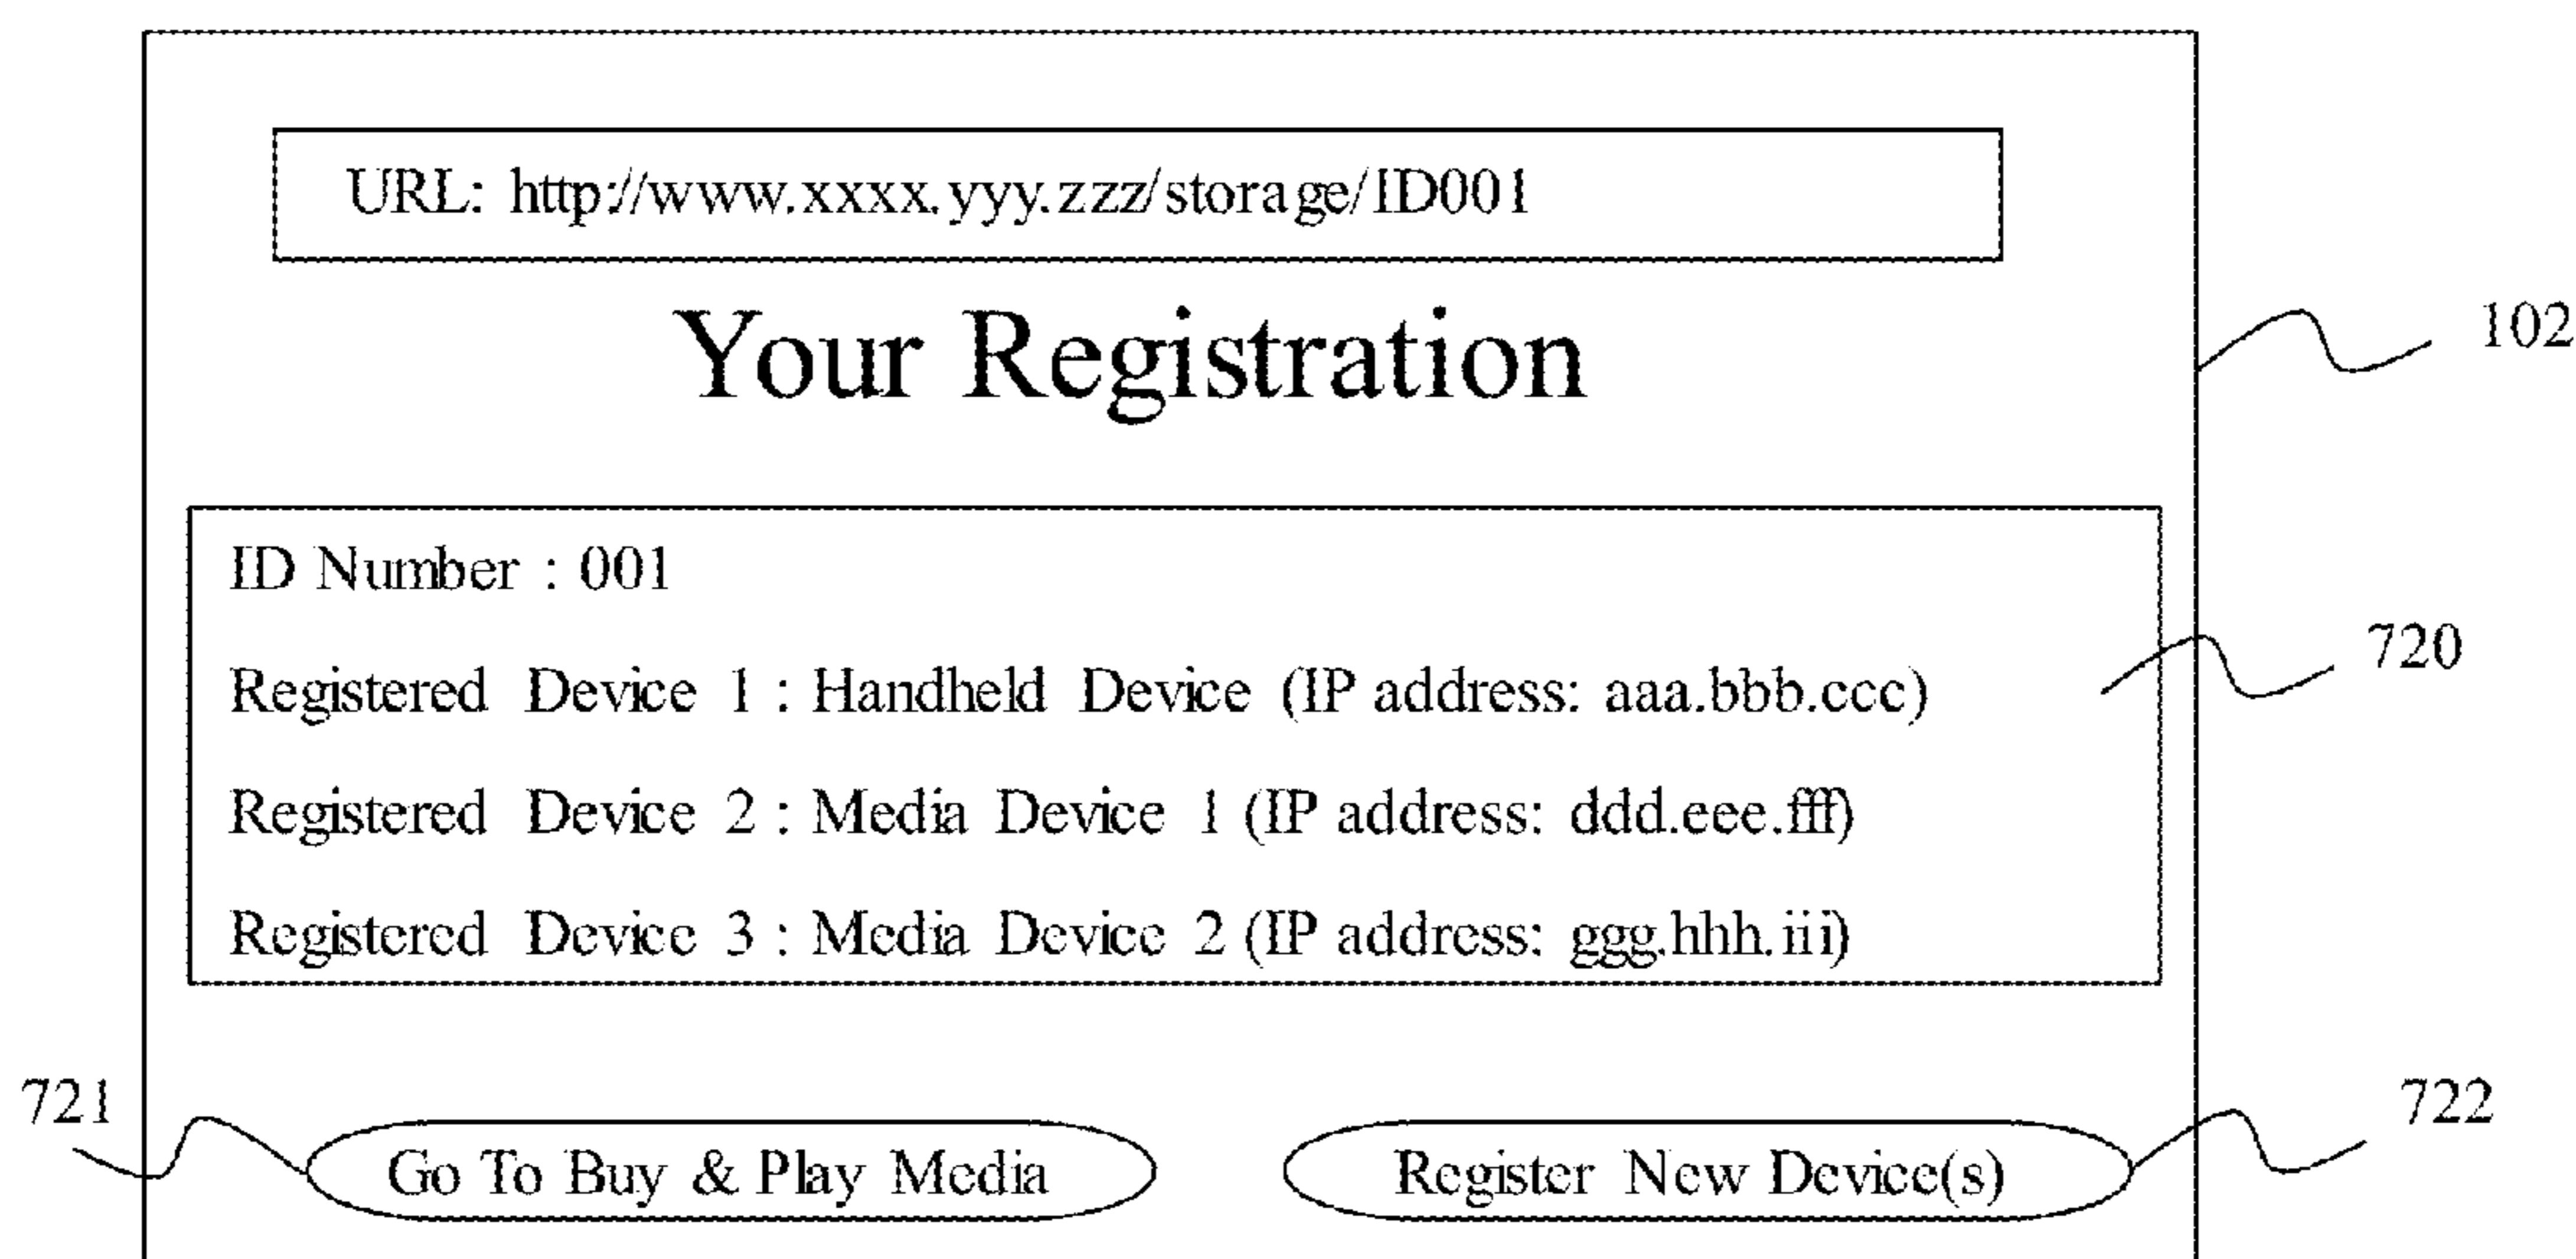 URL: http://www.xxxx.yyy.zzz/storage/ID001
Your Registration
102
ID Number : 001
720
Registered Device 1 : Handheld Device (IP address: aaa.bbb.ccc)
Registered Device 2 : Media Device 1 (IP address: ddd.eee.fff)
Registered Device 3 : Media Device 2 (IP address: ggg.hhh.iii)
721
722
Go To Buy & Play Media
Register New Device(s)